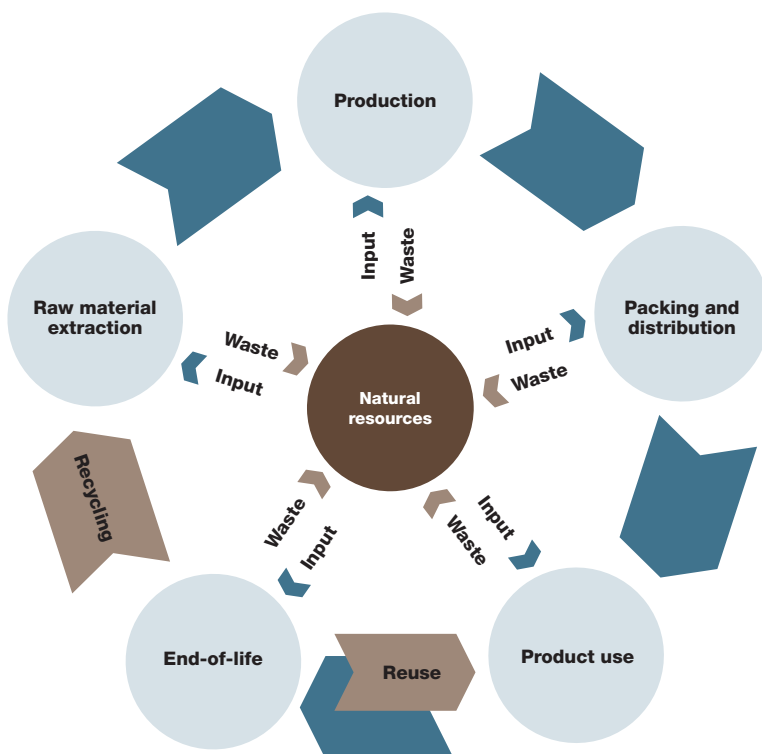 Production
Input
Waste
Raw material
extraction
Packing and
distribution
Waste
Input
Input
Waste
Natural
resources
Recycling
Waste
Input
Input
Waste
End-of-life
Reuse
Product use